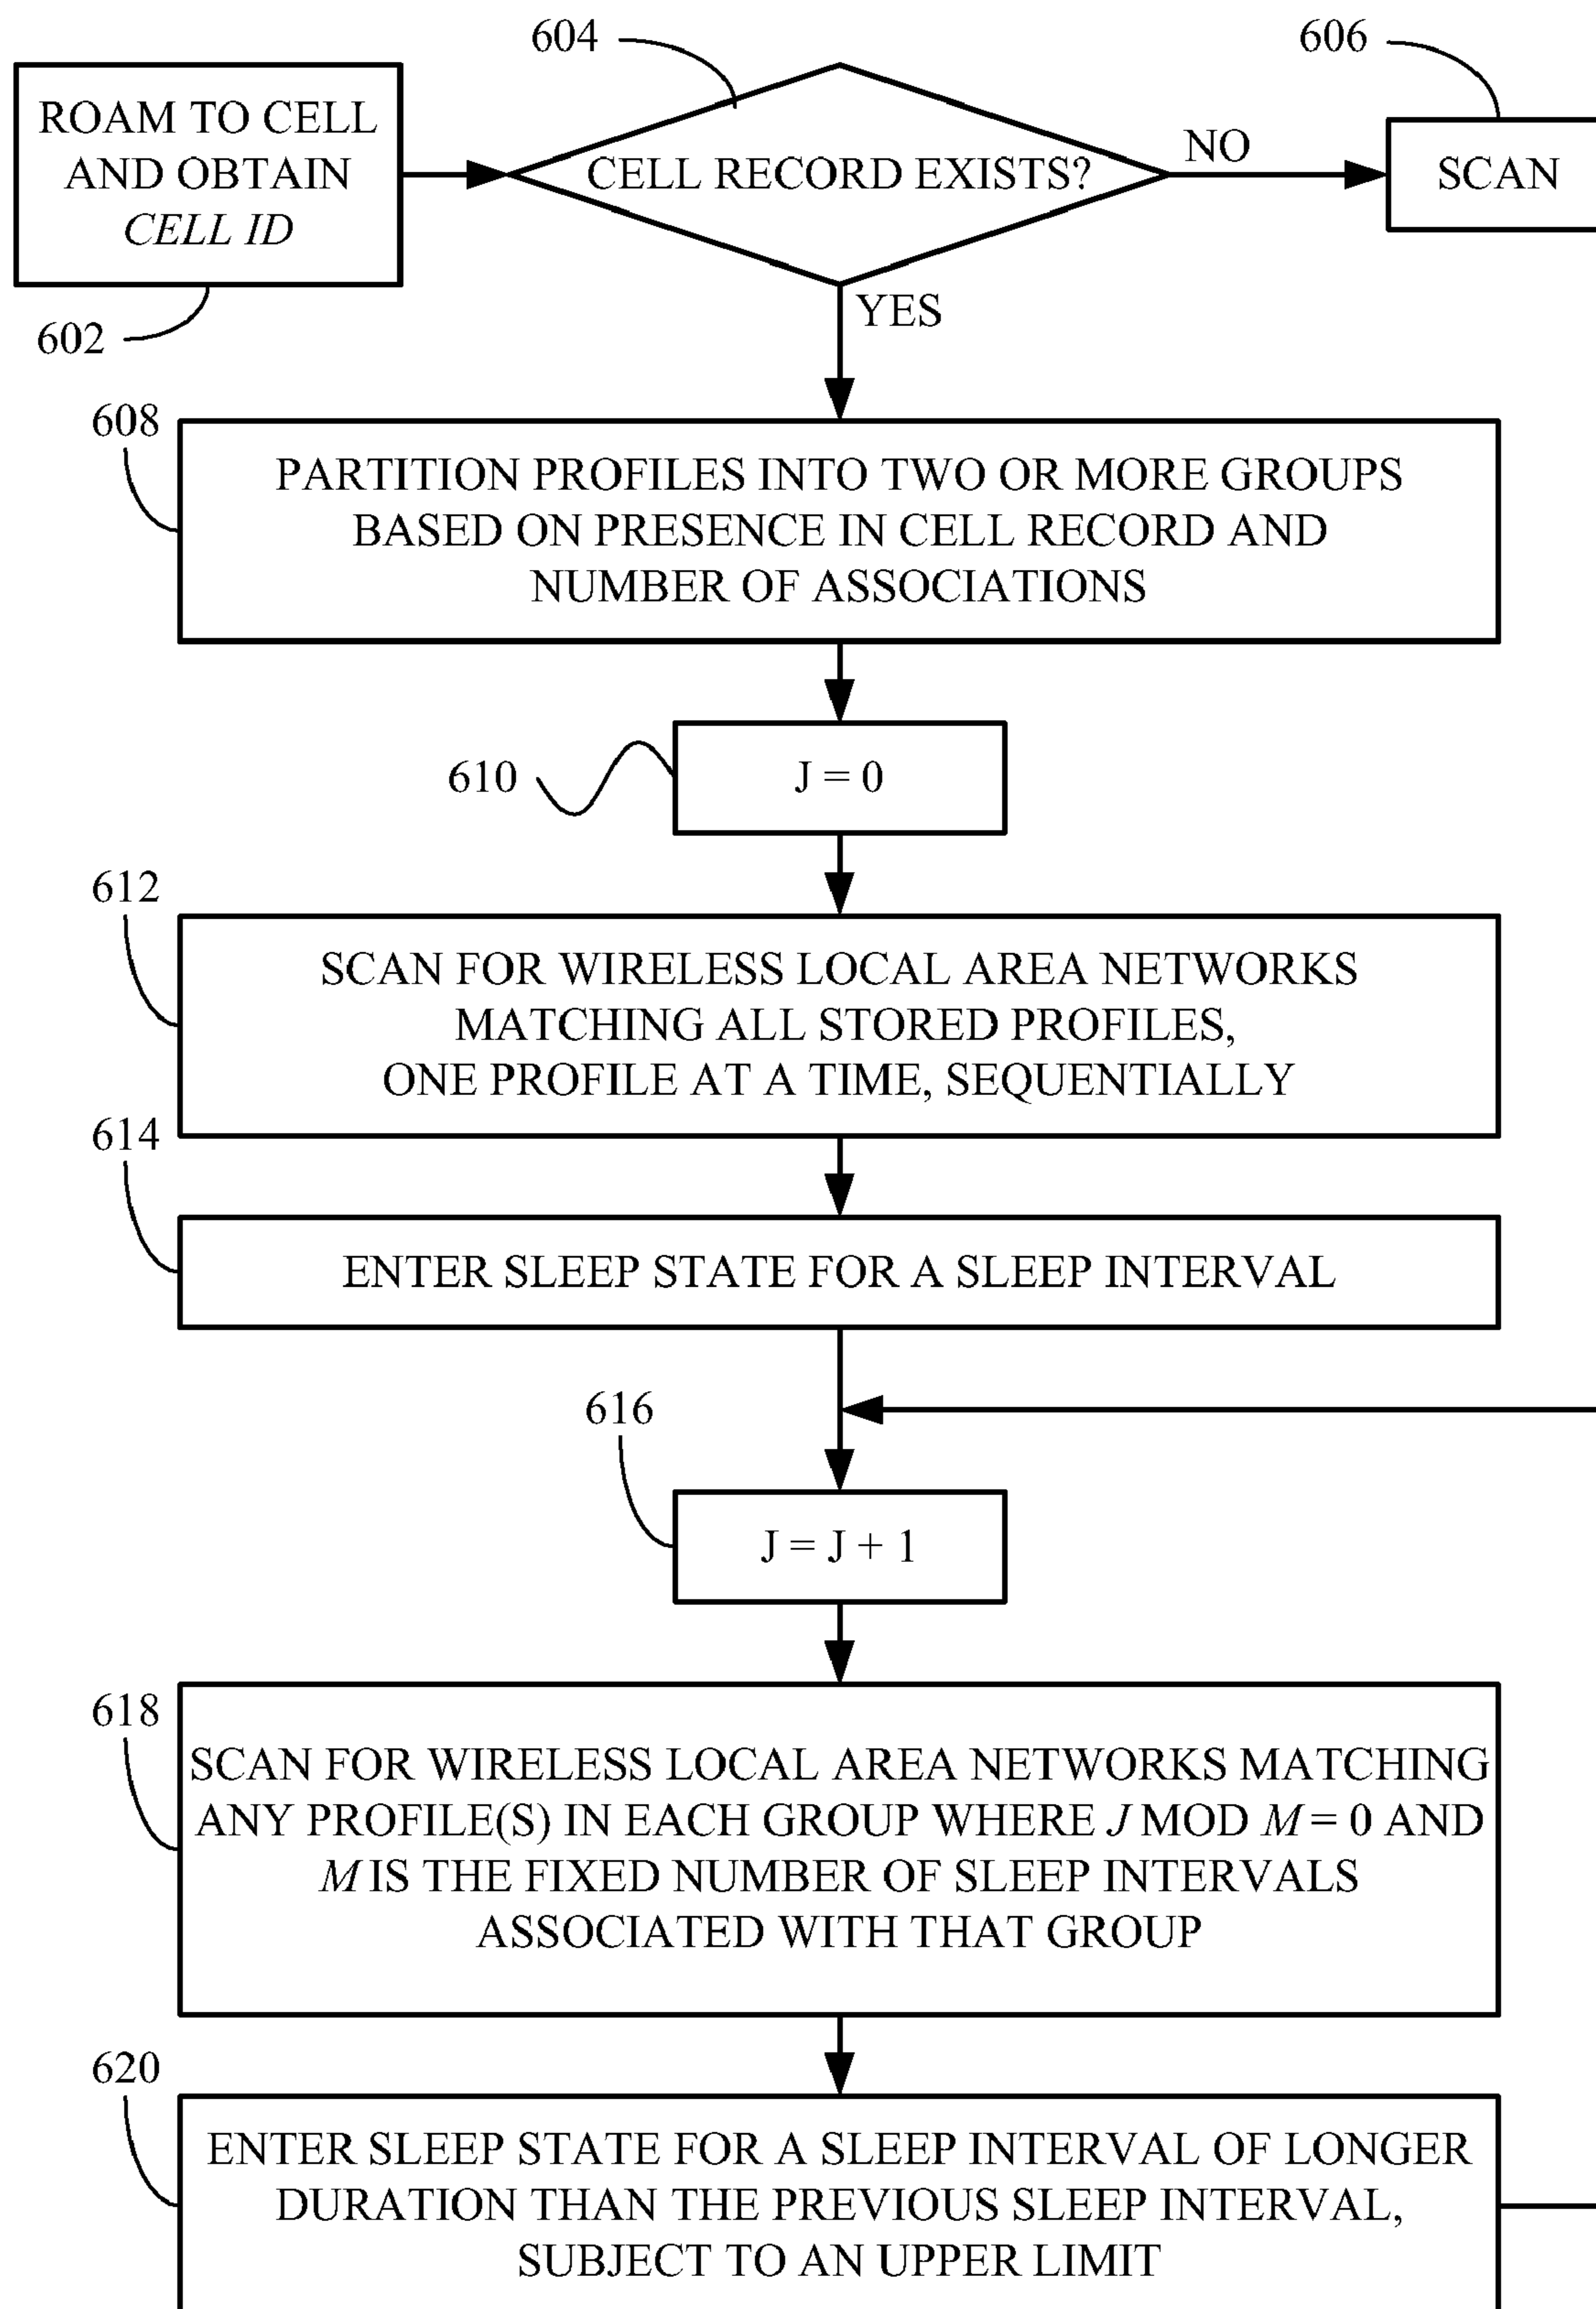 604
606
ROAM TO CELL
AND OBTAIN
CELL ID
CELL RECORD EXISTS?
NO
SCAN
602
YES
608
PARTITION PROFILES INTO TWO OR MORE GROUPS
BASED ON PRESENCE IN CELL RECORD AND
NUMBER OF ASSOCIATIONS
610
J = 0
612
SCAN FOR WIRELESS LOCAL AREA NETWORKS
MATCHING ALL STORED PROFILES,
ONE PROFILE AT A TIME, SEQUENTIALLY
614
ENTER SLEEP STATE FOR A SLEEP INTERVAL
616
J = J + 1
618
SCAN FOR WIRELESS LOCAL AREA NETWORKS MATCHING
ANY PROFILE(S) IN EACH GROUP WHERE J MOD M = 0 AND
M IS THE FIXED NUMBER OF SLEEP INTERVALS
ASSOCIATED WITH THAT GROUP
620
ENTER SLEEP STATE FOR A SLEEP INTERVAL OF LONGER
DURATION THAN THE PREVIOUS SLEEP INTERVAL,
SUBJECT TO AN UPPER LIMIT